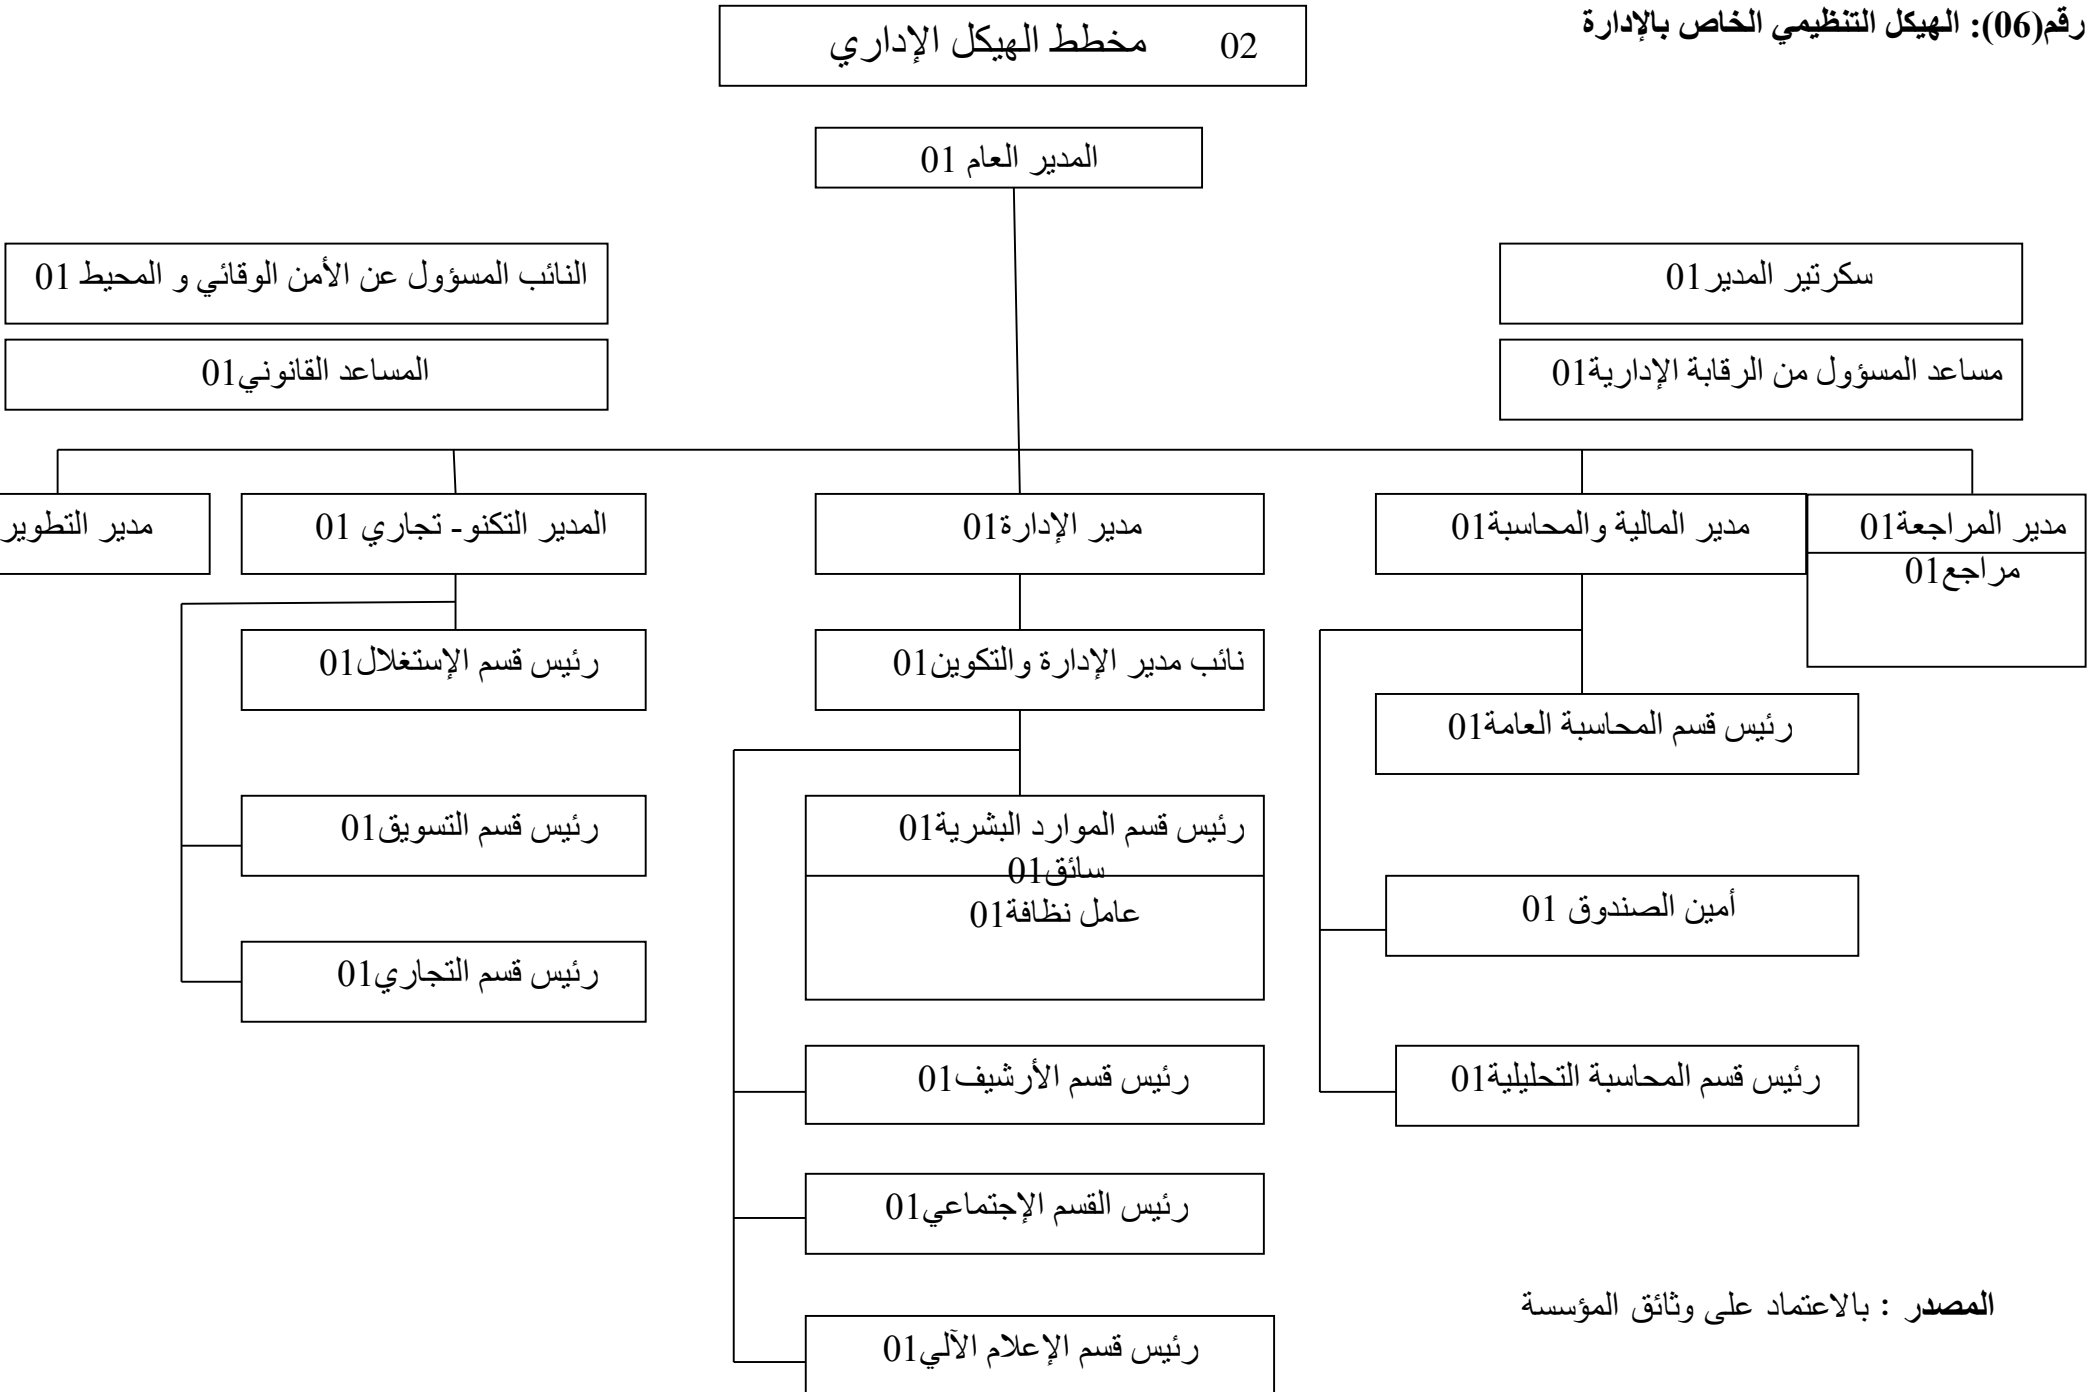 رقم(06): الهيكل التنظيمي الخاص بالإدارة
02 مخطط الهيكل الإداري
المدير العام 01
سكرتير المدير01
النائب المسؤول عن الأمن الوقائي و المحيط 01
مساعد المسؤول من الرقابة الإدارية01
المساعد القانوني01
مدير المراجعة01
مراجع01
مدير المالية والمحاسبة01
مدير الإدارة01
المدير التكنو- تجاري 01
مدير التطوير
نائب مدير الإدارة والتكوين01
رئيس قسم الإستغلال01
رئيس قسم المحاسبة العامة01
رئيس قسم الموارد البشرية01
سائق01
عامل نظافة01
رئيس قسم التسويق01
أمين الصندوق 01
رئيس قسم التجاري01
رئيس قسم المحاسبة التحليلية01
رئيس قسم الأرشيف01
رئيس القسم الإجتماعي01
رئيس قسم الإعلام الآلي01
المصدر : بالاعتماد على وثائق المؤسسة